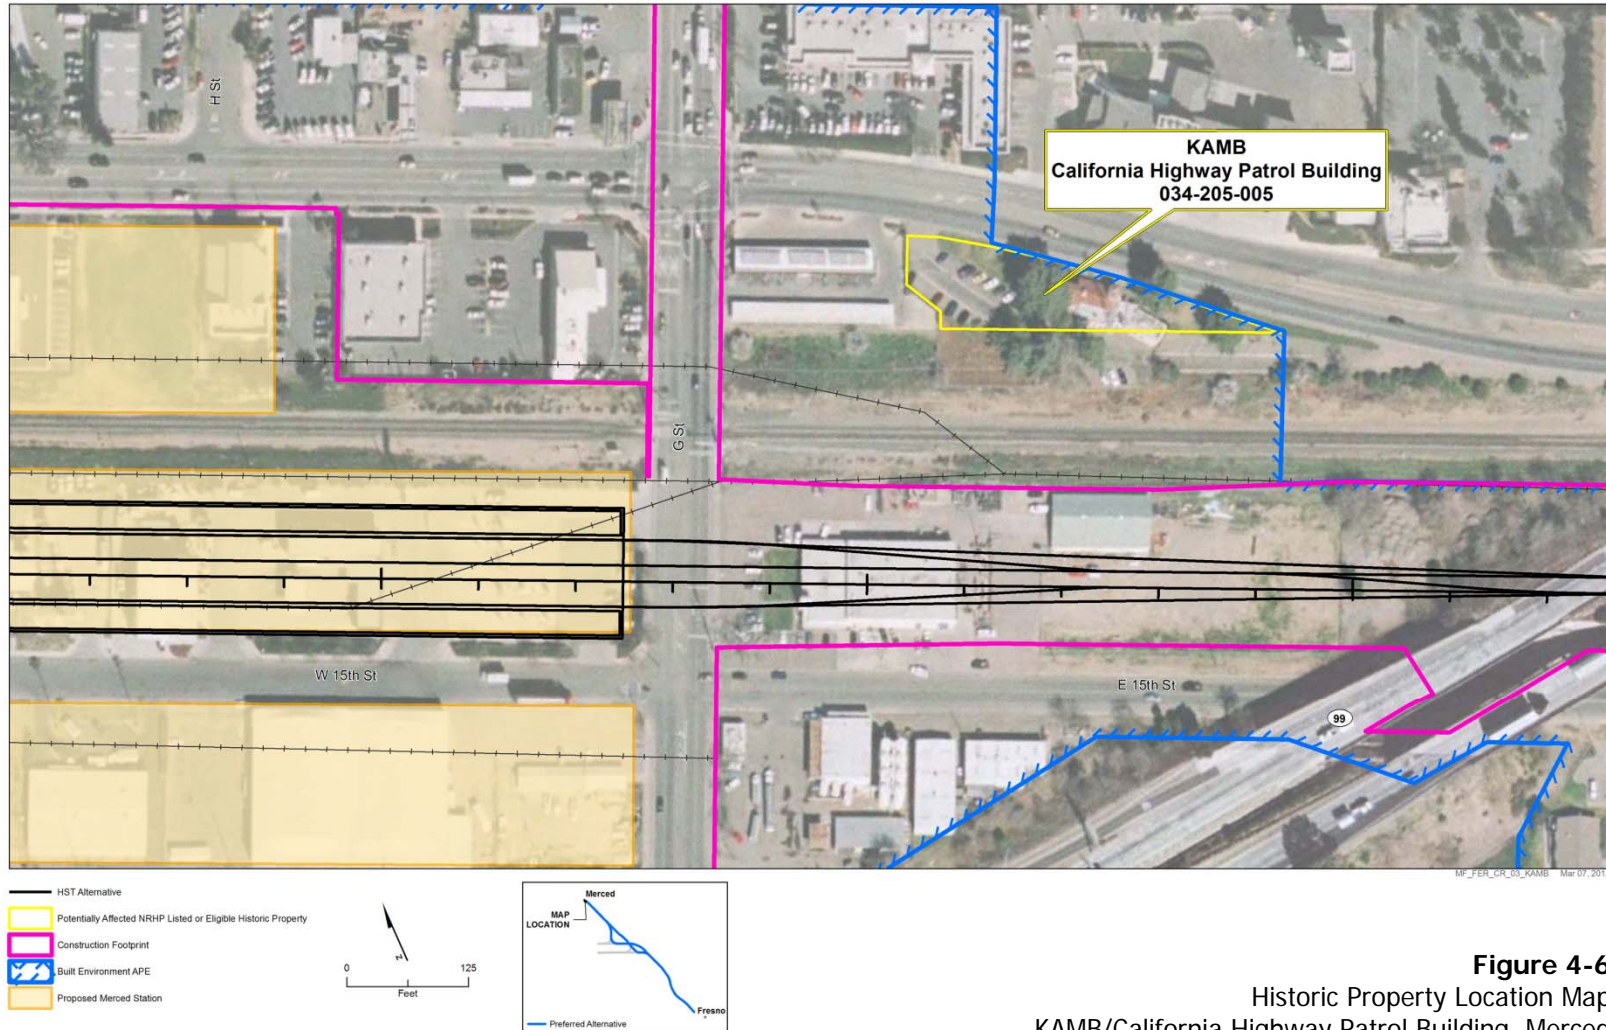 H St
KAMB
California Highway Patrol Building
034-205-005
G St
W 15th St
E 15th St
99
MF_FER_CR_03_KAMB Mar 07, 201
HST Alternative
Potentially Affected NRHP Listed or Eligible Historic Property
Construction Footprint
Built Environment APE
Proposed Merced Station
N
0 125
Feet
Merced
MAP
LOCATION
Fresno
Preferred Alternative
Figure 4-6
Historic Property Location Map
KAMB/California Highway Patrol Building, Merced